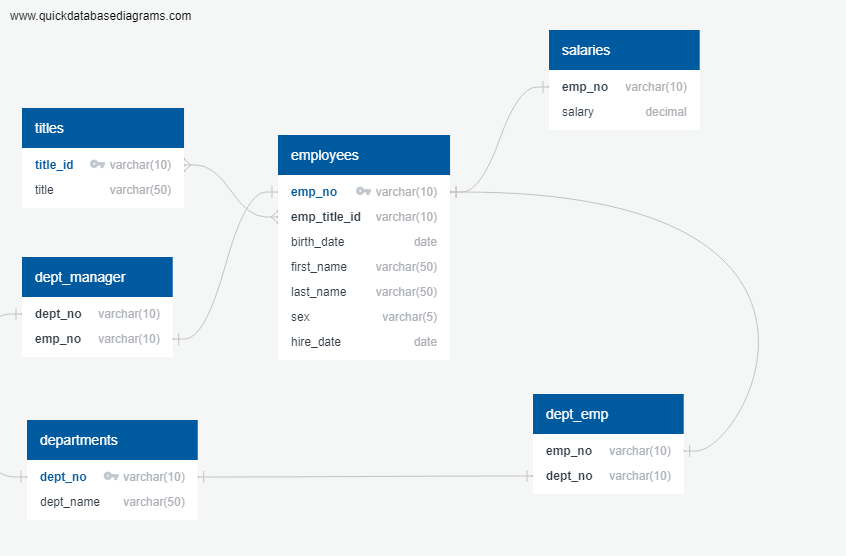 www.quickdatabasediagrams.com
salaries
emp_no varchar(10)
salary decimal
titles
title_id varchar(10)
title varchar(50)
employees
emp_no varchar(10)
emp_title_id varchar(10)
birth_date date
first_name varchar(50)
last_name varchar(50)
sex varchar(5)
hire_date date
dept_manager
dept_no varchar(10)
emp_no varchar(10)
departments
dept_no varchar(10)
dept_name varchar(50)
dept_emp
emp_no varchar(10)
dept_no varchar(10)